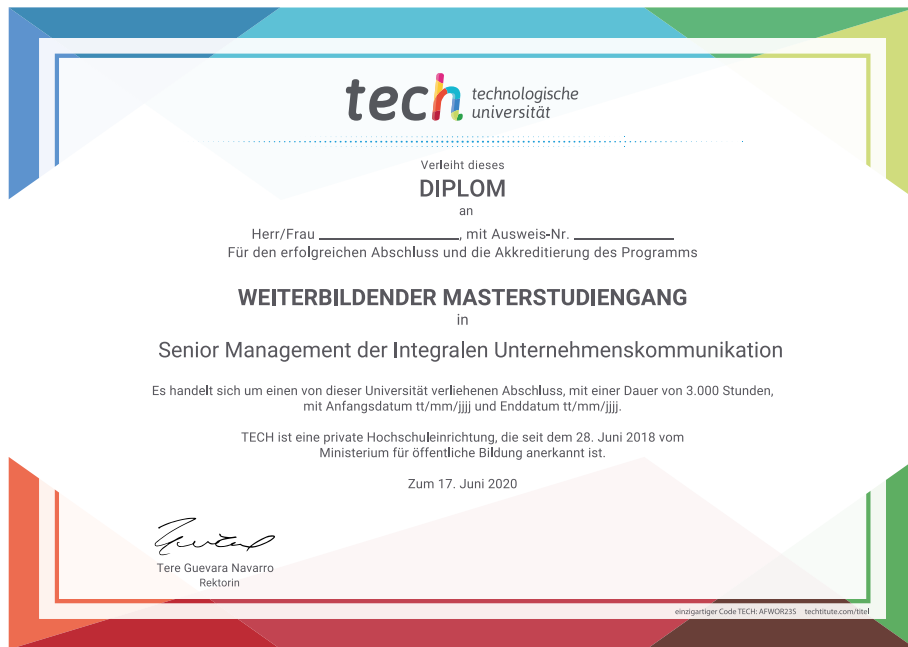 tech technologische
universität
Verleiht dieses
DIPLOM
an
Herr/Frau ____________________, mit Ausweis-Nr. ______________
Für den erfolgreichen Abschluss und die Akkreditierung des Programms
WEITERBILDENDER MASTERSTUDIENGANG
in
Senior Management der Integralen Unternehmenskommunikation
Es handelt sich um einen von dieser Universität verliehenen Abschluss, mit einer Dauer von 3.000 Stunden,
mit Anfangsdatum tt/mm/jjjj und Enddatum tt/mm/jjjj.
TECH ist eine private Hochschuleinrichtung, die seit dem 28. Juni 2018 vom
Ministerium für öffentliche Bildung anerkannt ist.
Zum 17. Juni 2020
Tere Guevara Navarro
Rektorin
einzigartiger Code TECH: AFWOR23S techtitute.com/titel